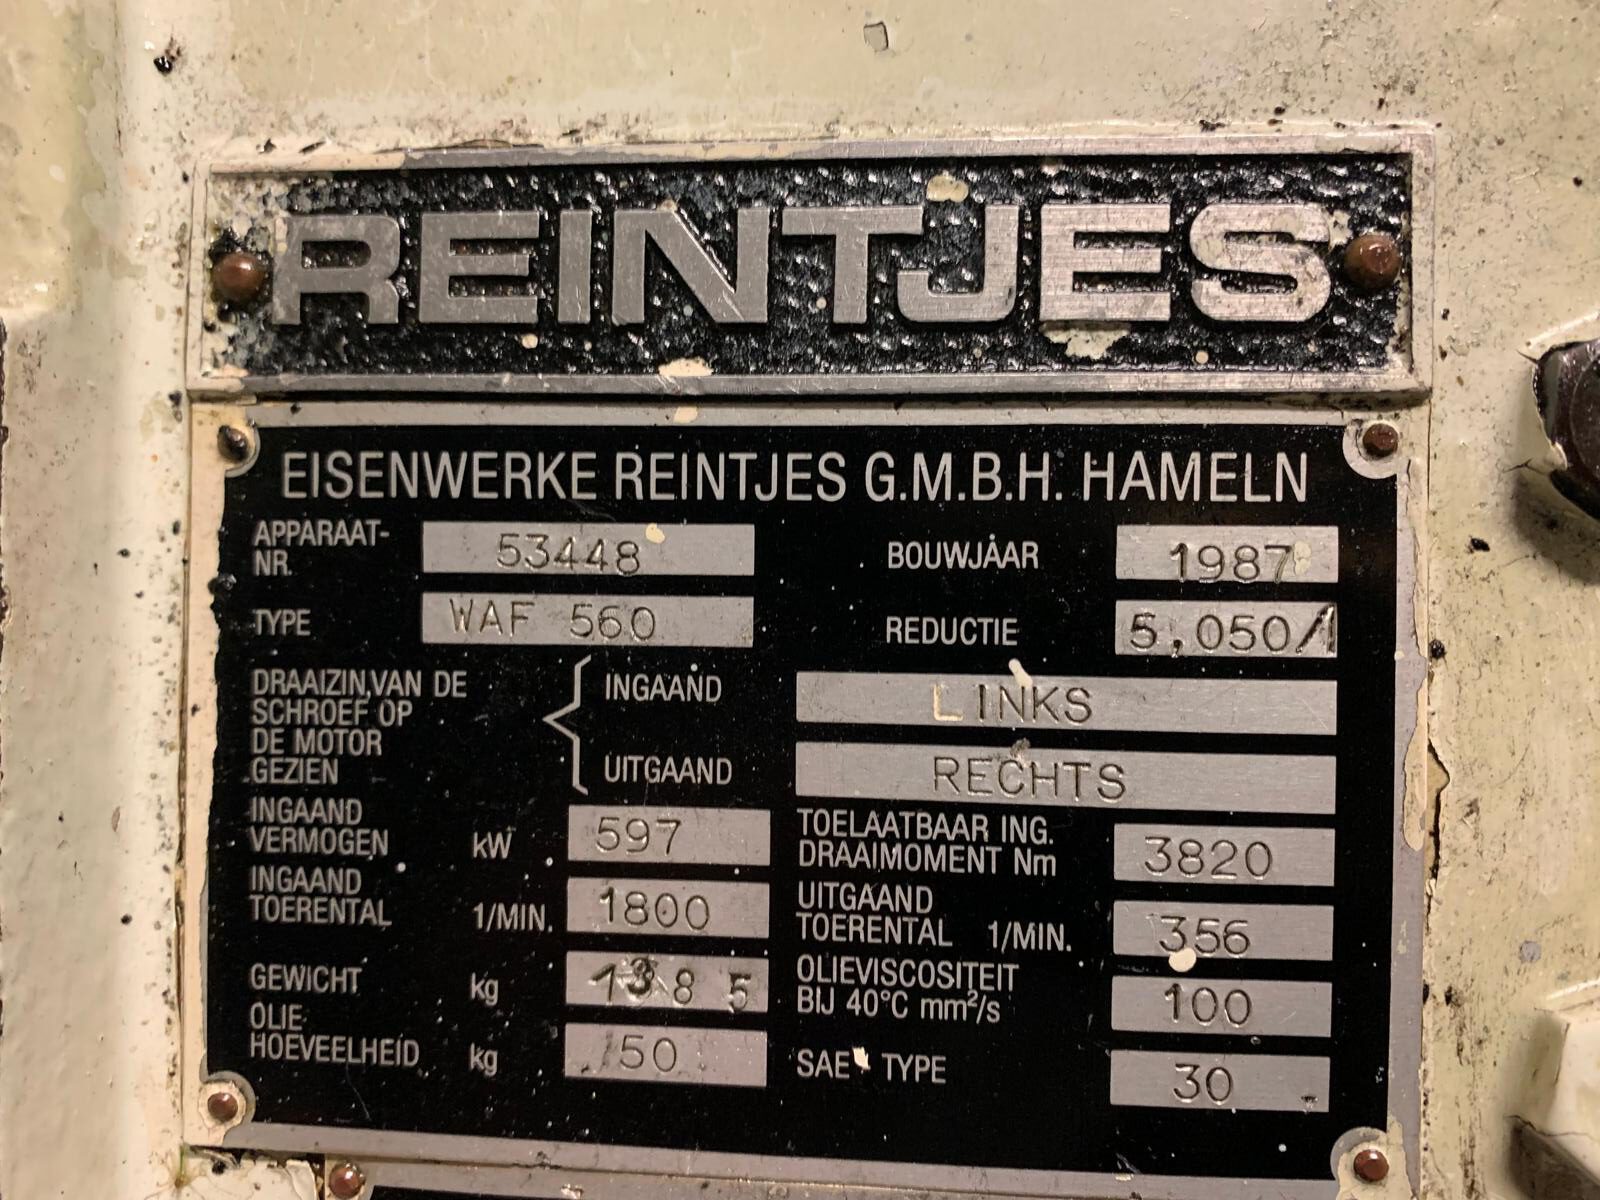 REINTJES
EISENWERKE REINTJES G.M.B.H. HAMELN
APPARAAT-
NR. 53448 BOUWJAAR 1987
TYPE WAF 560 REDUCTIE 5,050/1
DRAAIZIN,VAN DE
SCHROEF OP
DE MOTOR
GEZIEN
INGAAND LINKS
UITGAAND RECHTS
INGAAND
VERMOGEN kW 597
TOELAATBAAR ING.
DRAAIMOMENT Nm 3820
INGAAND
TOERENTAL 1/MIN. 1800
UITGAAND
TOERENTAL 1/MIN. 356
GEWICHT kg 1385
OLIEVISCOSITEIT
BIJ 40°C mm²/s 100
OLIE
HOEVEELHEID kg 50
SAE TYPE 30